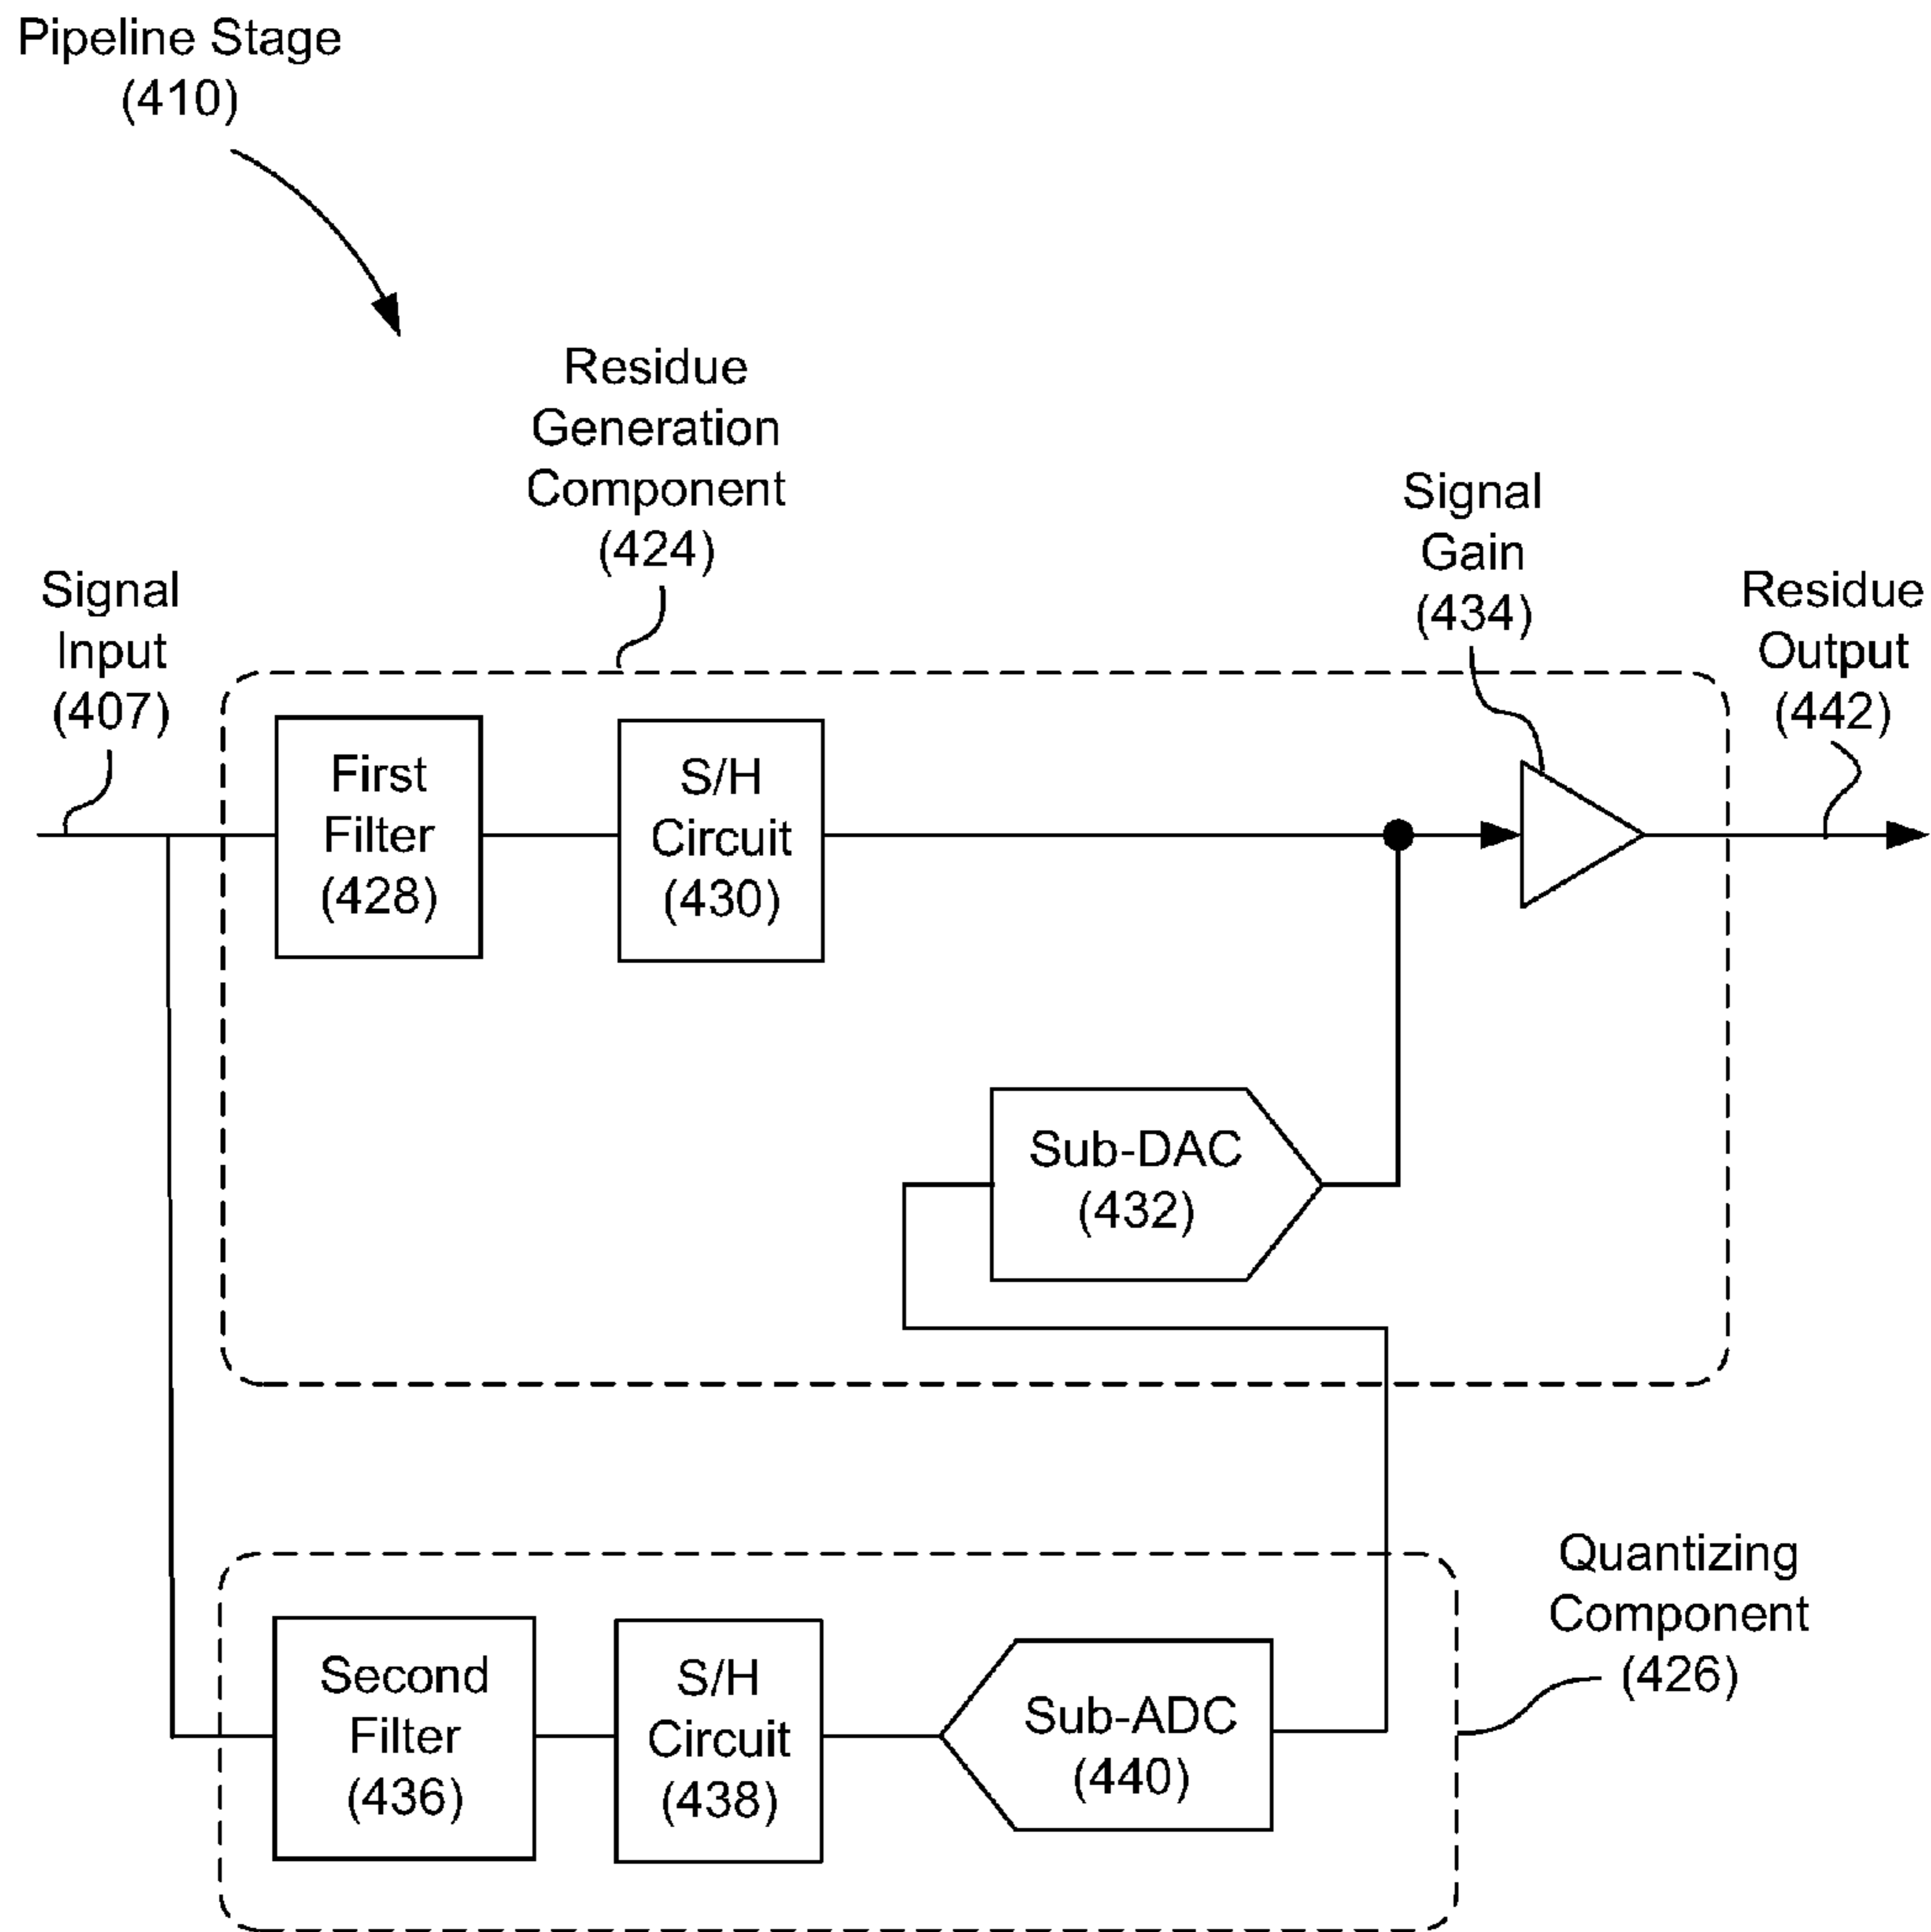 Pipeline Stage
(410)
Residue
Generation
Component
(424)
Signal
Gain
(434)
Signal
Input
(407)
Residue
Output
(442)
First
Filter
(428)
S/H
Circuit
(430)
Sub-DAC
(432)
Quantizing
Component
(426)
Second
Filter
(436)
S/H
Circuit
(438)
Sub-ADC
(440)